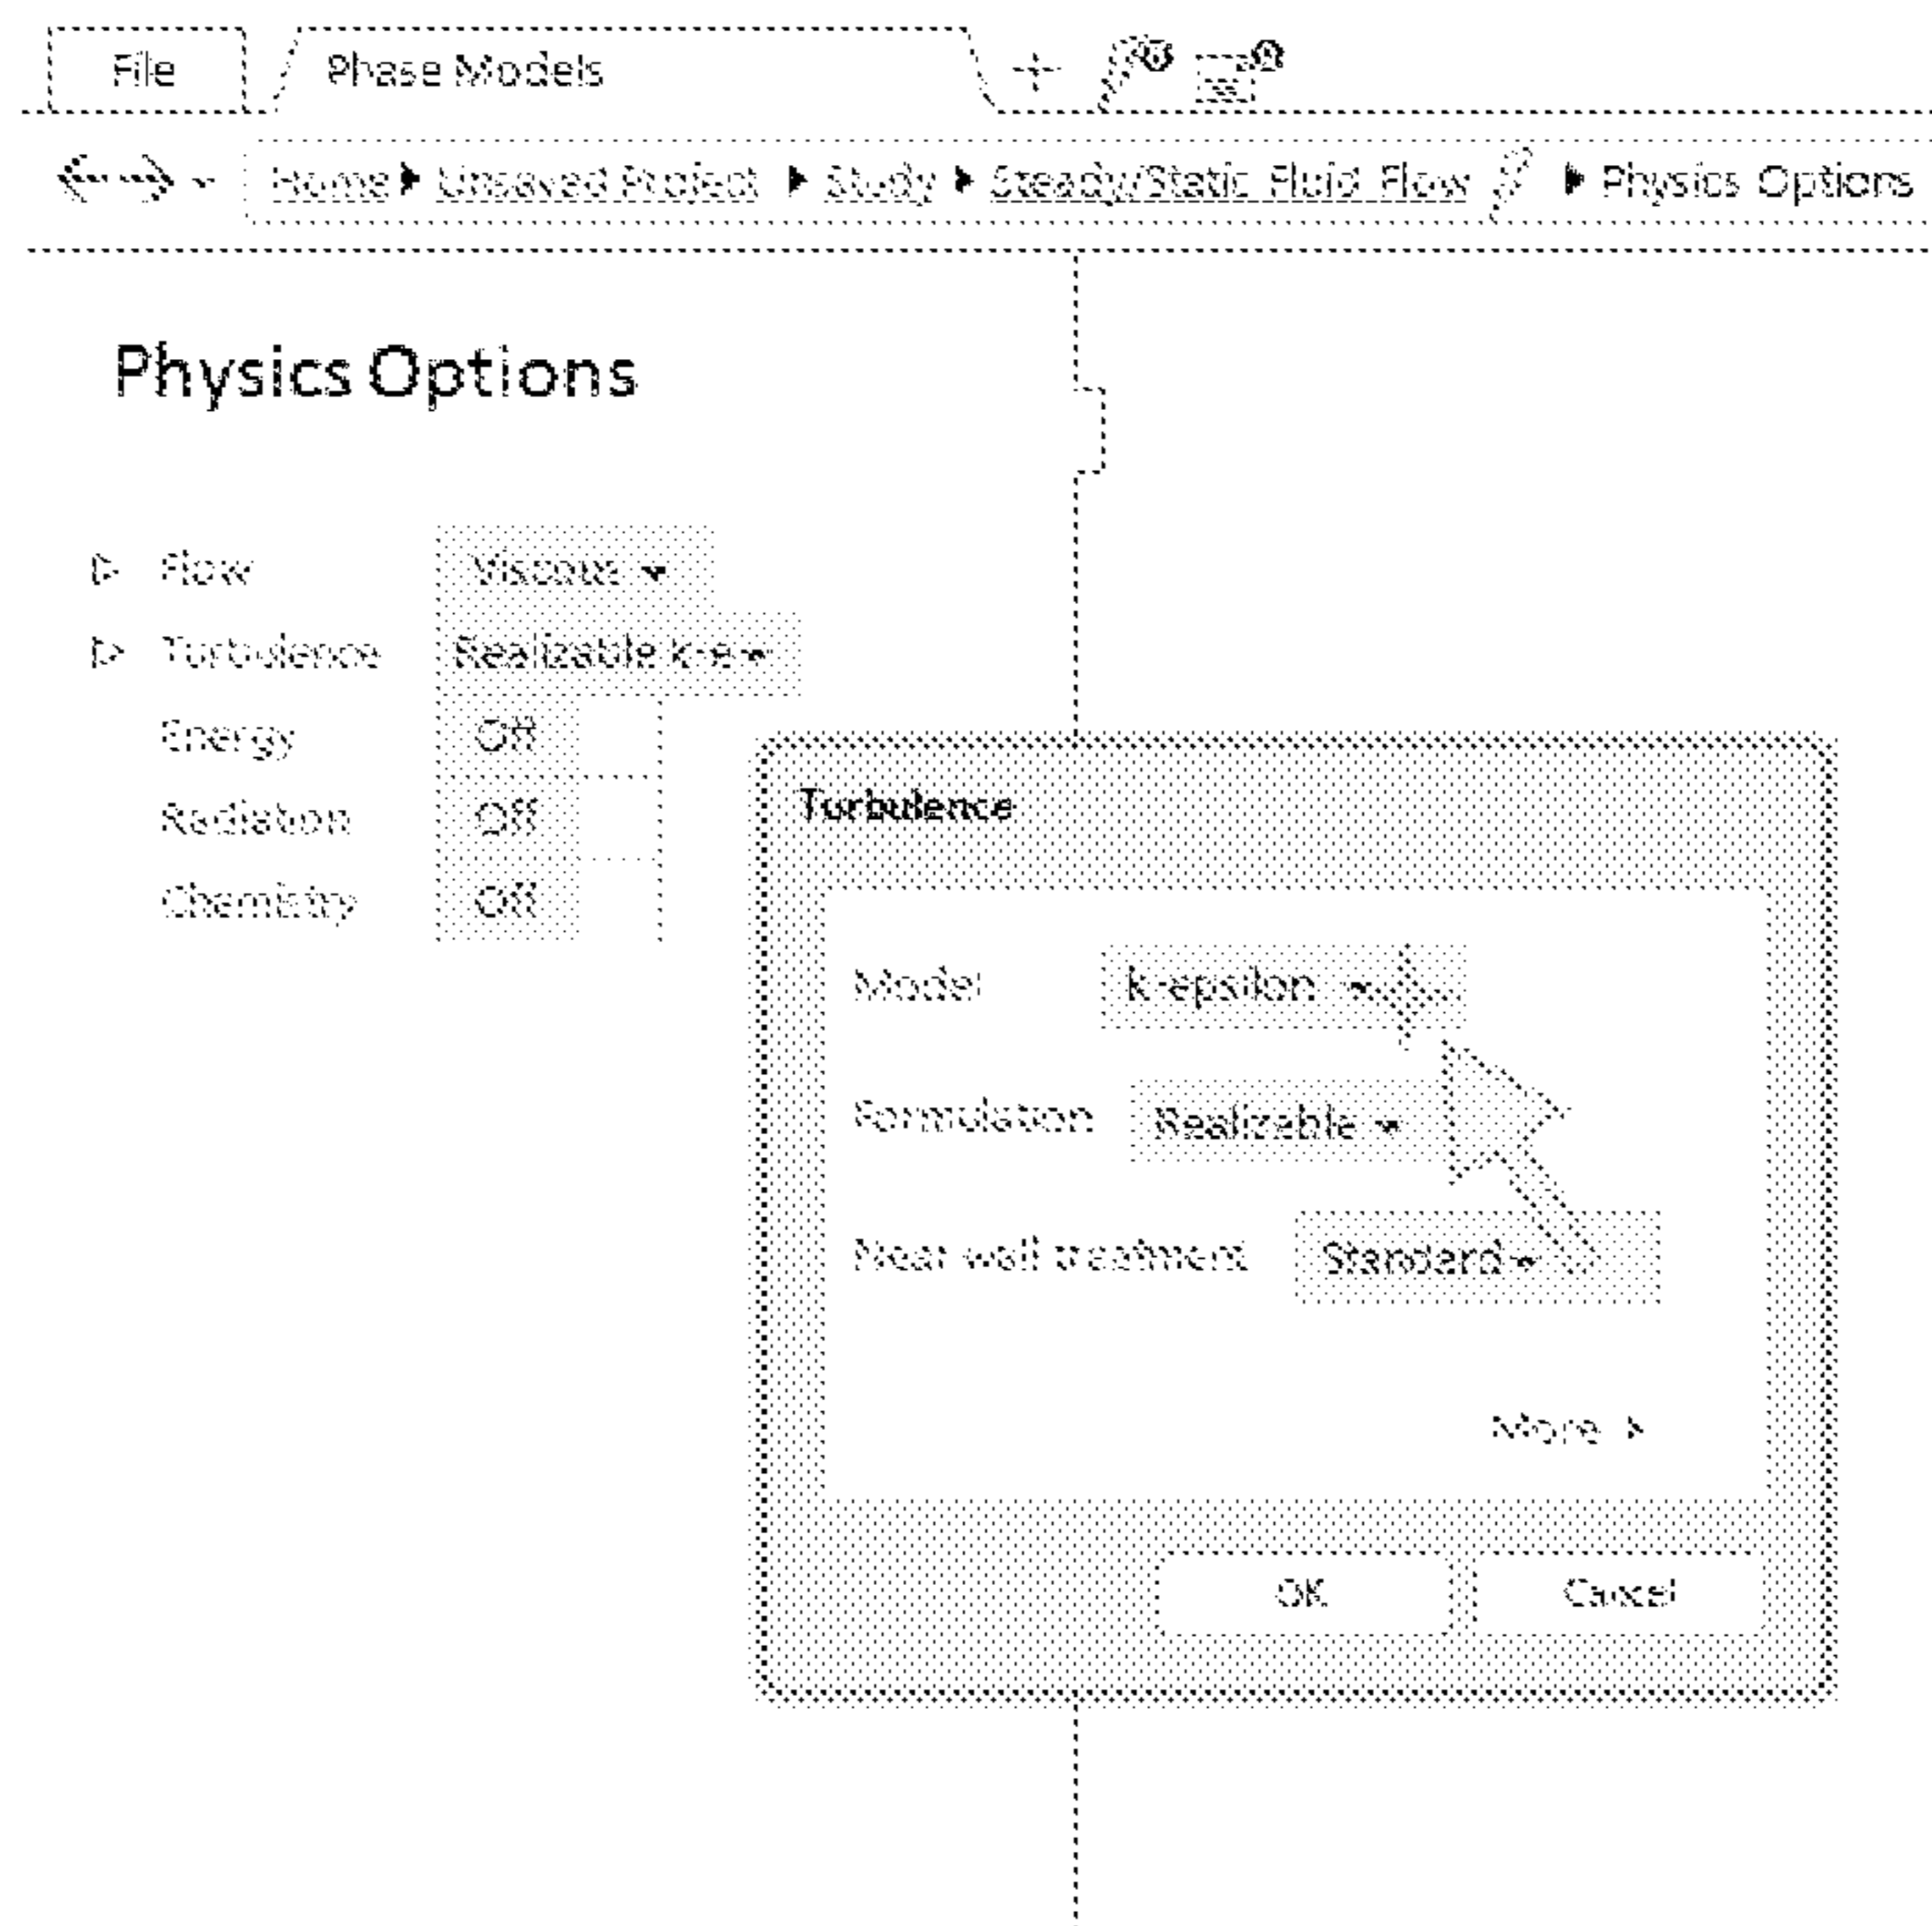 File Phase Models +
Home Unsaved Project Study Steady/Static Fluid Flow Physics Options
Physics Options
Flow Viscous
Turbulence Realizable k-e
Energy Off
Radiation Off
Chemistry Off
Turbulence
Model k-epsilon
Formulation Realizable
Near wall treatment Standard
More
OK Cancel